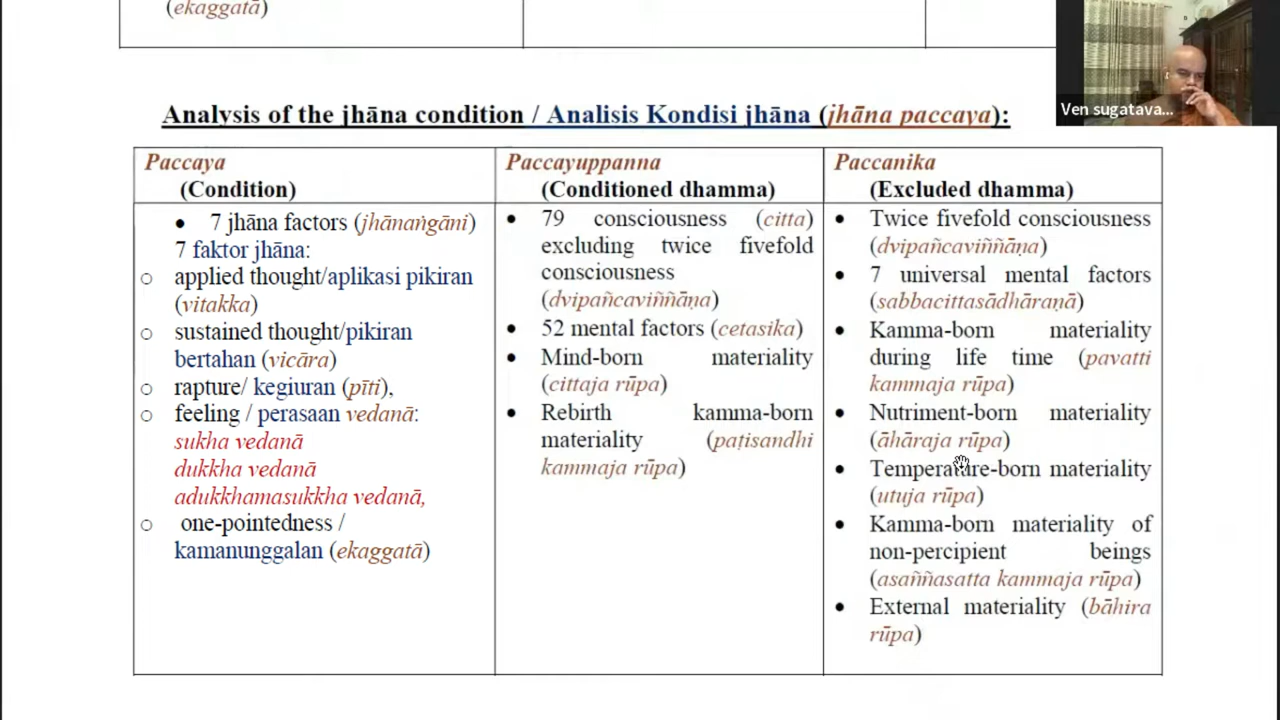 (ekaggatā)
Ven sugatava...
Analysis of the jhāna condition / Analisis Kondisi jhāna (jhāna paccaya):
Paccaya
(Condition)
• 7 jhāna factors (jhānaṅgāni)
7 faktor jhāna:
o applied thought/aplikasi pikiran
(vitakka)
o sustained thought/pikiran
bertahan (vicāra)
o rapture/ kegiuran (pīti),
o feeling / perasaan vedanā:
sukha vedanā
dukkha vedanā
adukkhamasukkha vedanā,
o one-pointedness /
kamanunggalan (ekaggatā)
Paccayuppanna
(Conditioned dhamma)
• 79 consciousness (citta)
excluding twice fivefold
consciousness
(dvipañcaviññāṇa)
• 52 mental factors (cetasika)
• Mind-born materiality
(cittaja rūpa)
• Rebirth kamma-born
materiality (paṭisandhi
kammaja rūpa)
Paccanika
(Excluded dhamma)
• Twice fivefold consciousness
(dvipañcaviññāṇa)
• 7 universal mental factors
(sabbacittasādhāraṇā)
• Kamma-born materiality
during life time (pavatti
kammaja rūpa)
• Nutriment-born materiality
(āhāraja rūpa)
• Temperature-born materiality
(utuja rūpa)
• Kamma-born materiality of
non-percipient beings
(asaññasatta kammaja rūpa)
• External materiality (bāhira
rūpa)